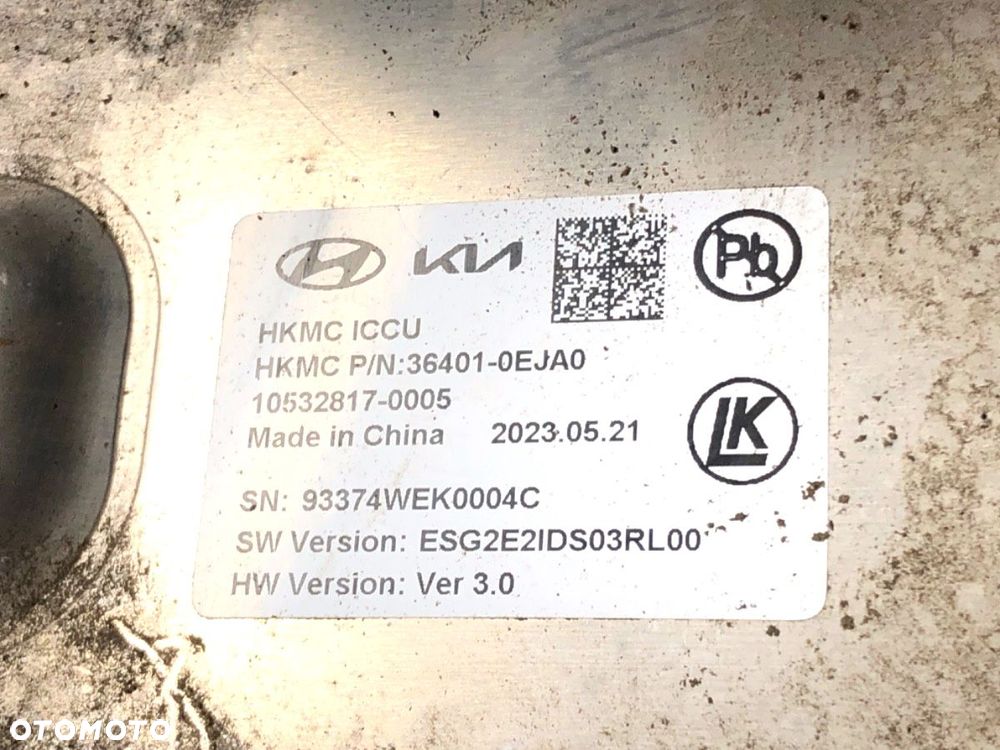 KIA
Pb
HKMC ICCU
HKMC P/N:36401-0EJA0
10532817-0005
LK
Made in China 2023.05.21
SN: 93374WEK0004C
SW Version: ESG2E2IDS03RL00
HW Version: Ver 3.0
OTOMOTO